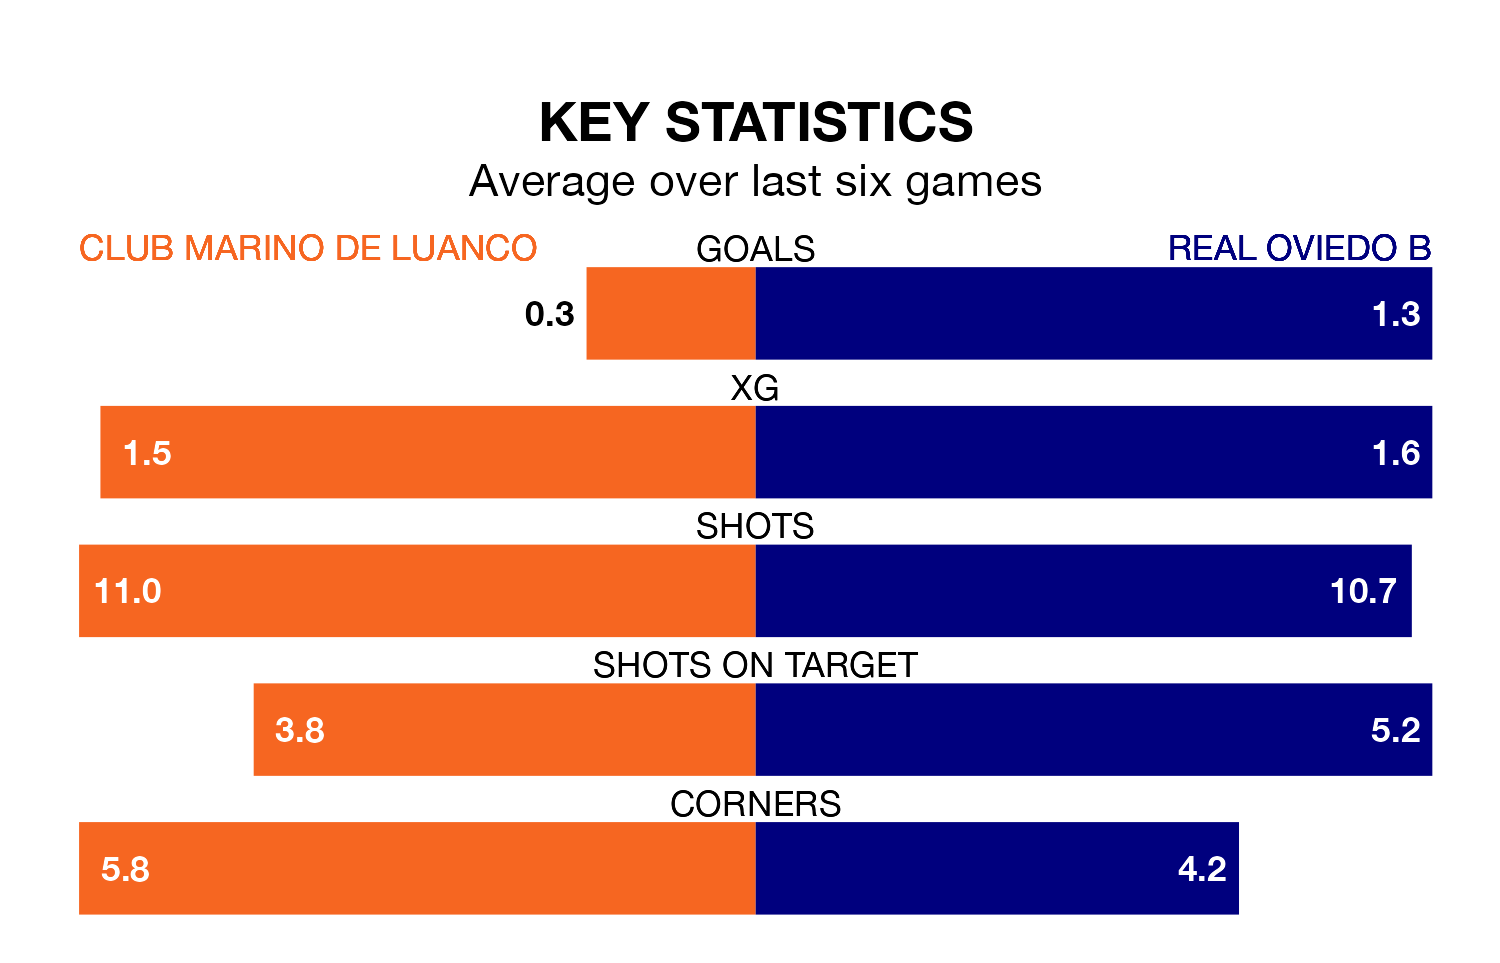 KEY STATISTICS
Average over last six games
CLUB MARINO DE LUANCO GOALS REAL OVIEDO B
0.3 1.3
XG
1.5 1.6
SHOTS
11.0 10.7
SHOTS ON TARGET
3.8 5.2
CORNERS
5.8 4.2